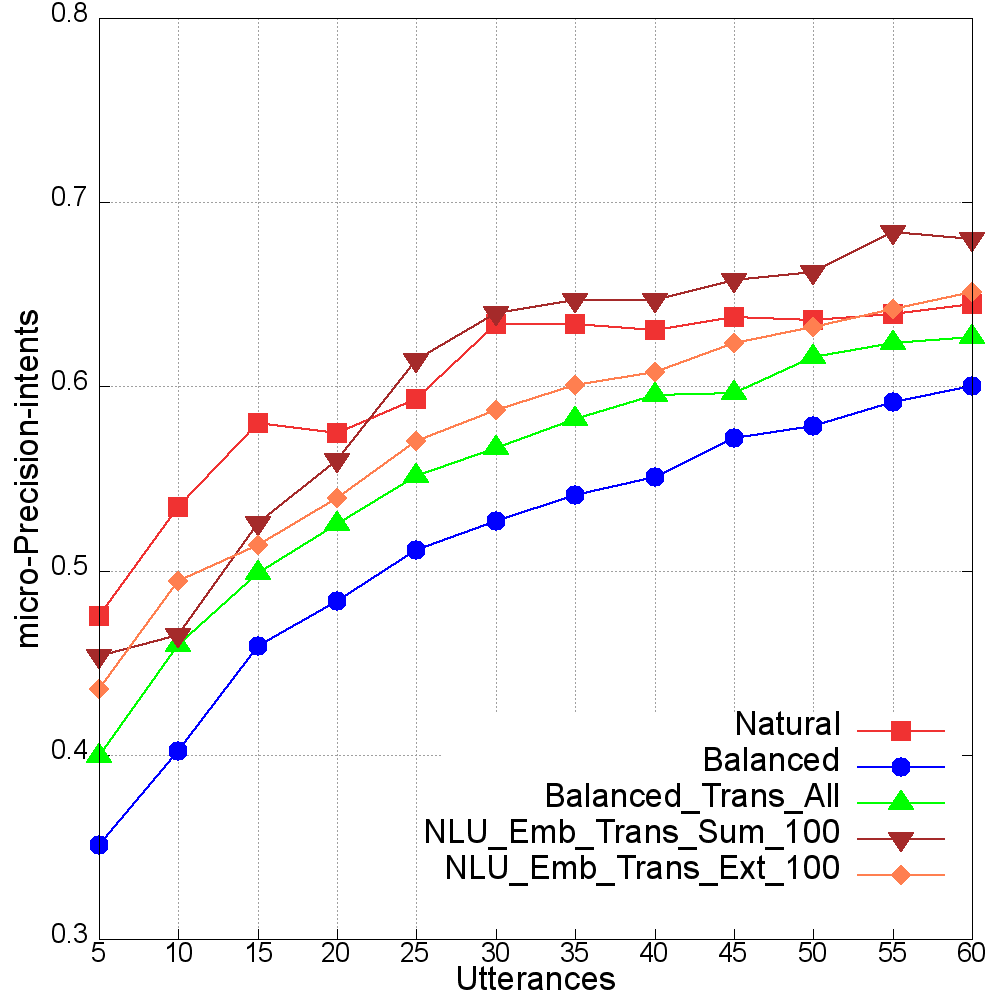 0.8
0.7
0.6
0.5
0.4
0.3
micro-Precision-intents
Natural
Balanced
Balanced_Trans_All
NLU_Emb_Trans_Sum_100
NLU_Emb_Trans_Ext_100
5 10 15 20 25 30 35 40 45 50 55 60
Utterances